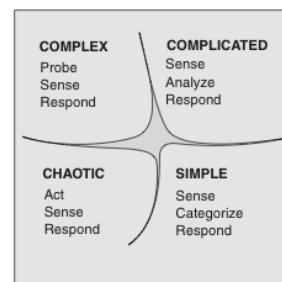 COMPLEX
Probe
Sense
Respond
COMPLICATED
Sense
Analyze
Respond
CHAOTIC
Act
Sense
Respond
SIMPLE
Sense
Categorize
Respond